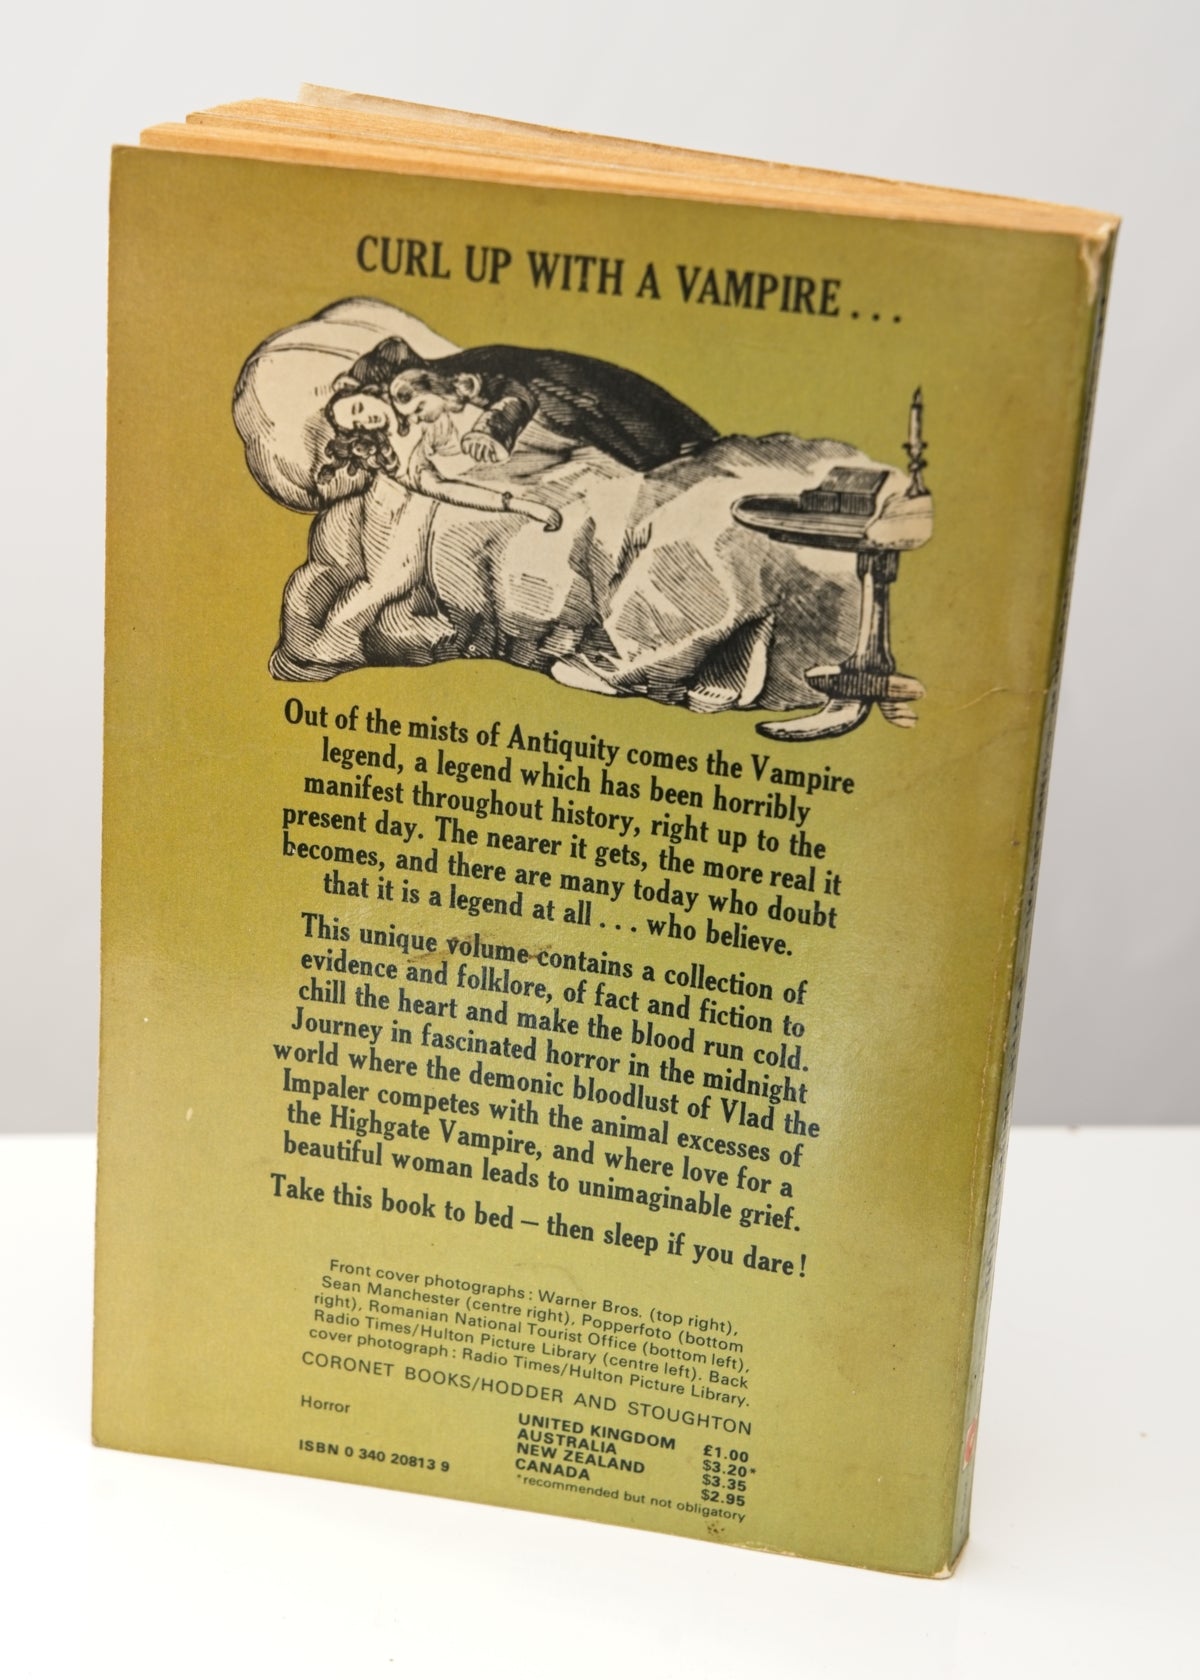 CURL UP WITH A VAMPIRE...
Out of the mists of Antiquity comes the Vampire
legend, a legend which has been horribly
manifest throughout history, right up to the
present day. The nearer it gets, the more real it
becomes, and there are many today who doubt
that it is a legend at all... who believe.
This unique volume contains a collection of
evidence and folklore, of fact and fiction to
chill the heart and make the blood run cold.
Journey in fascinated horror in the midnight
world where the demonic bloodlust of Vlad the
Impaler competes with the animal excesses of
the Highgate Vampire, and where love for a
beautiful woman leads to unimaginable grief.
Take this book to bed – then sleep if you dare!
Front cover photographs: Warner Bros. (top right),
Sean Manchester (centre right), Popperfoto (bottom
right), Romanian National Tourist Office (bottom left),
Radio Times/Hulton Picture Library (centre left). Back
cover photograph: Radio Times/Hulton Picture Library.
CORONET BOOKS/HODDER AND STOUGHTON
Horror
UNITED KINGDOM £1.00
AUSTRALIA $3.20*
NEW ZEALAND $3.35
CANADA $2.95
*recommended but not obligatory
ISBN 0 340 20813 9